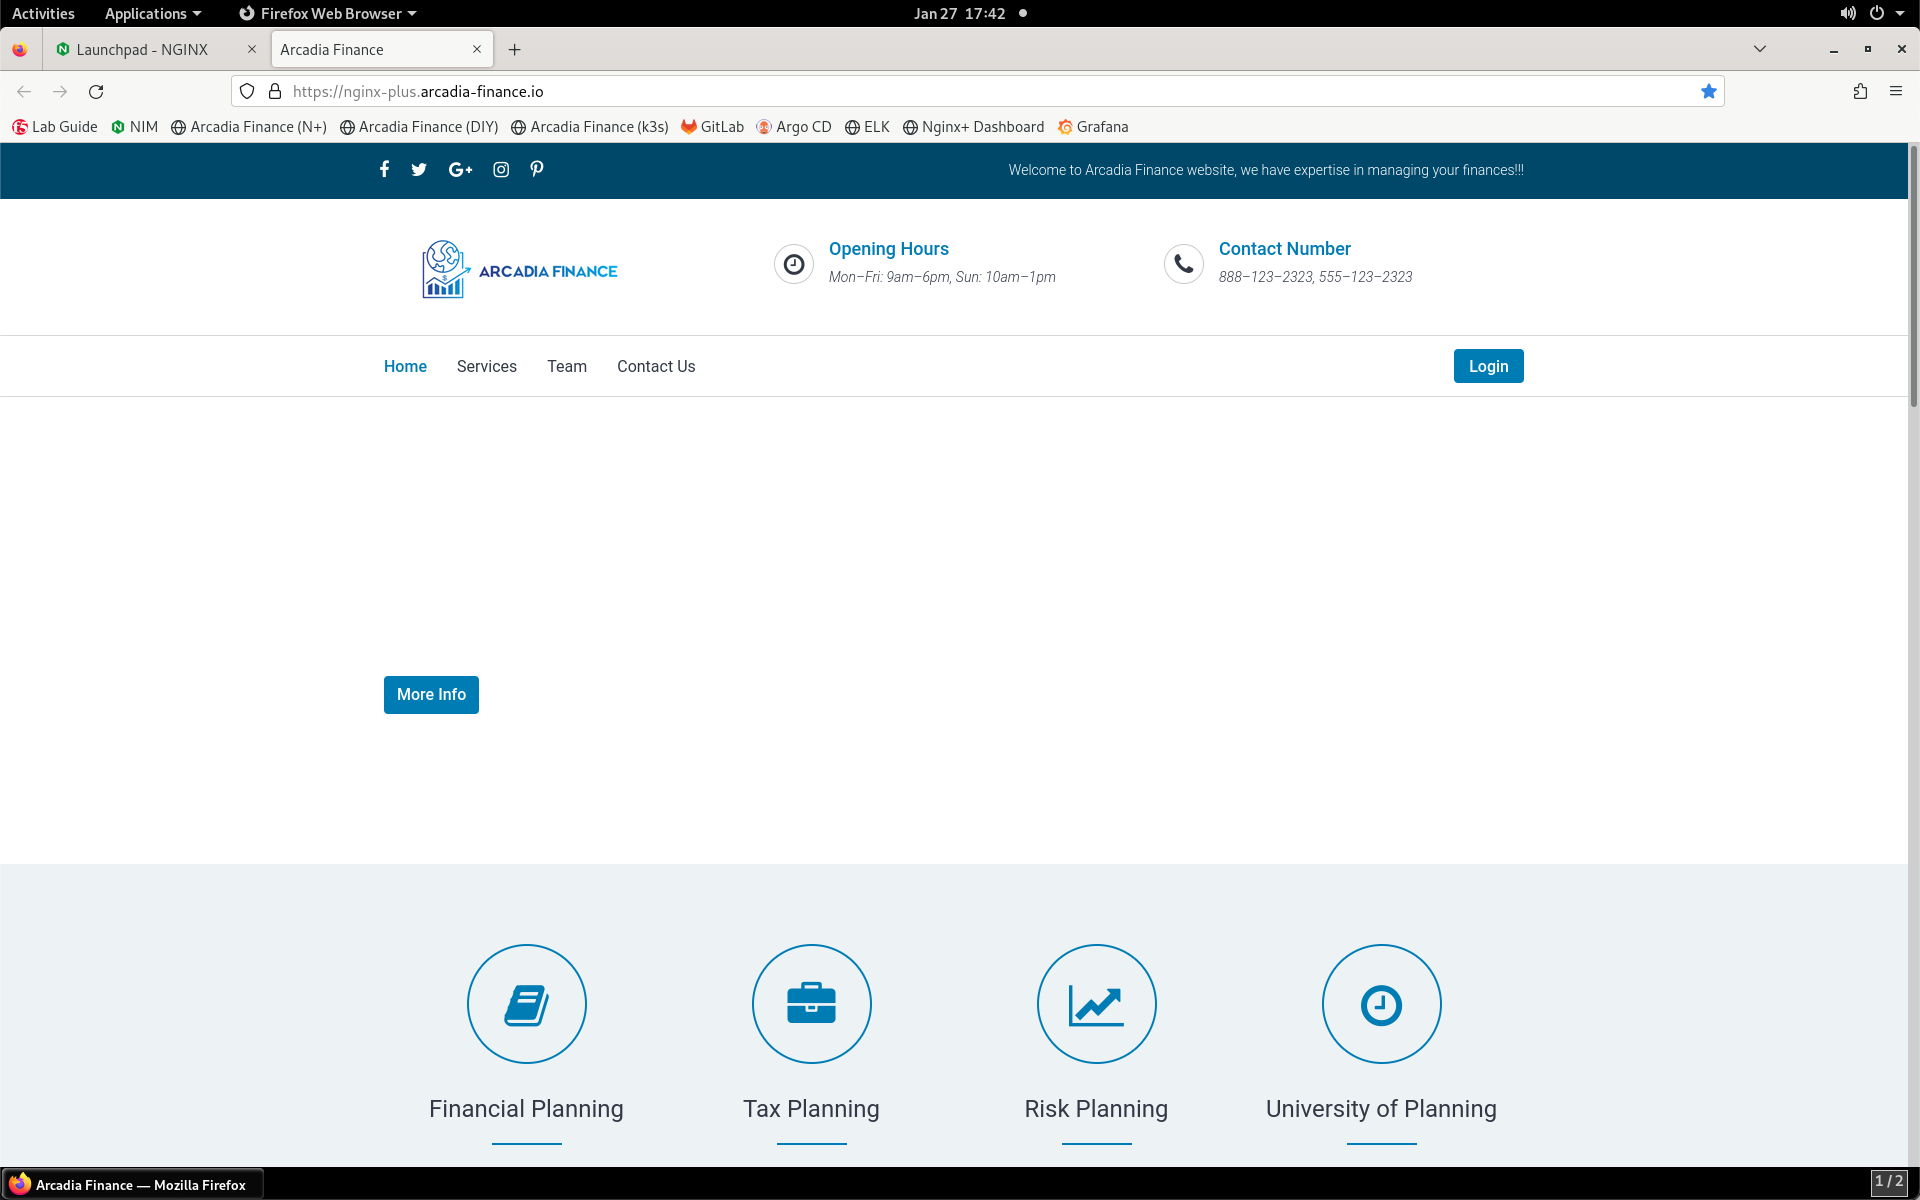 Activities Applications Firefox Web Browser Jan 27 17:42
Launchpad - NGINX Arcadia Finance
https://nginx-plus.arcadia-finance.io
Lab Guide NIM Arcadia Finance (N+) Arcadia Finance (DIY) Arcadia Finance (k3s) GitLab Argo CD ELK Nginx+ Dashboard Grafana
Welcome to Arcadia Finance website, we have expertise in managing your finances!!!
ARCADIA FINANCE
Opening Hours
Mon–Fri: 9am–6pm, Sun: 10am–1pm
Contact Number
888–123–2323, 555–123–2323
Home Services Team Contact Us Login
More Info
Financial Planning Tax Planning Risk Planning University of Planning
Arcadia Finance — Mozilla Firefox 1 / 2